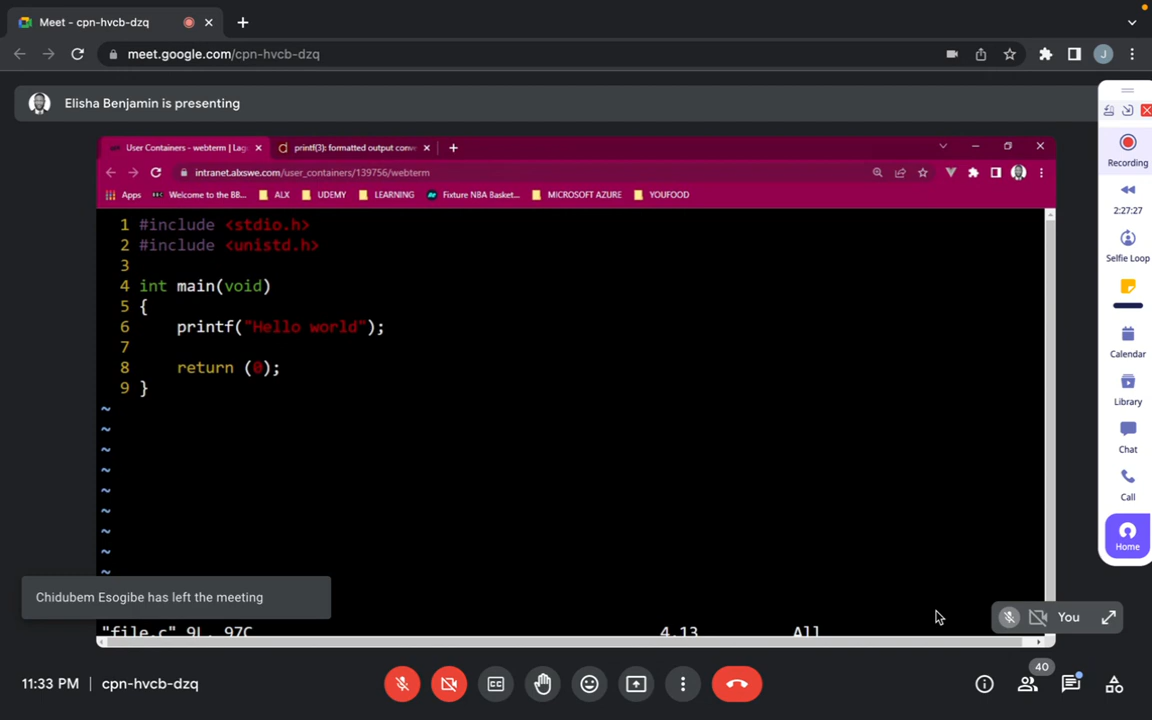 Meet - cpn-hvcb-dzq
meet.google.com/cpn-hvcb-dzq
J
Elisha Benjamin is presenting
User Containers - webterm | Lag
printf(3): formatted output conv
intranet.alxswe.com/user_containers/139756/webterm
Apps
Welcome to the BB...
ALX
UDEMY
LEARNING
Fixture NBA Basket...
MICROSOFT AZURE
YOUFOOD
1 #include <stdio.h>
2 #include <unistd.h>
3
4 int main(void)
5 {
6 printf("Hello world");
7
8 return (0);
9 }
~
~
~
~
~
~
~
~
~
"file.c" 9L, 97C
4,13
All
Chidubem Esogibe has left the meeting
You
Recording
2:27:27
Selfie Loop
Calendar
Library
Chat
Call
Home
11:33 PM | cpn-hvcb-dzq
CC
40